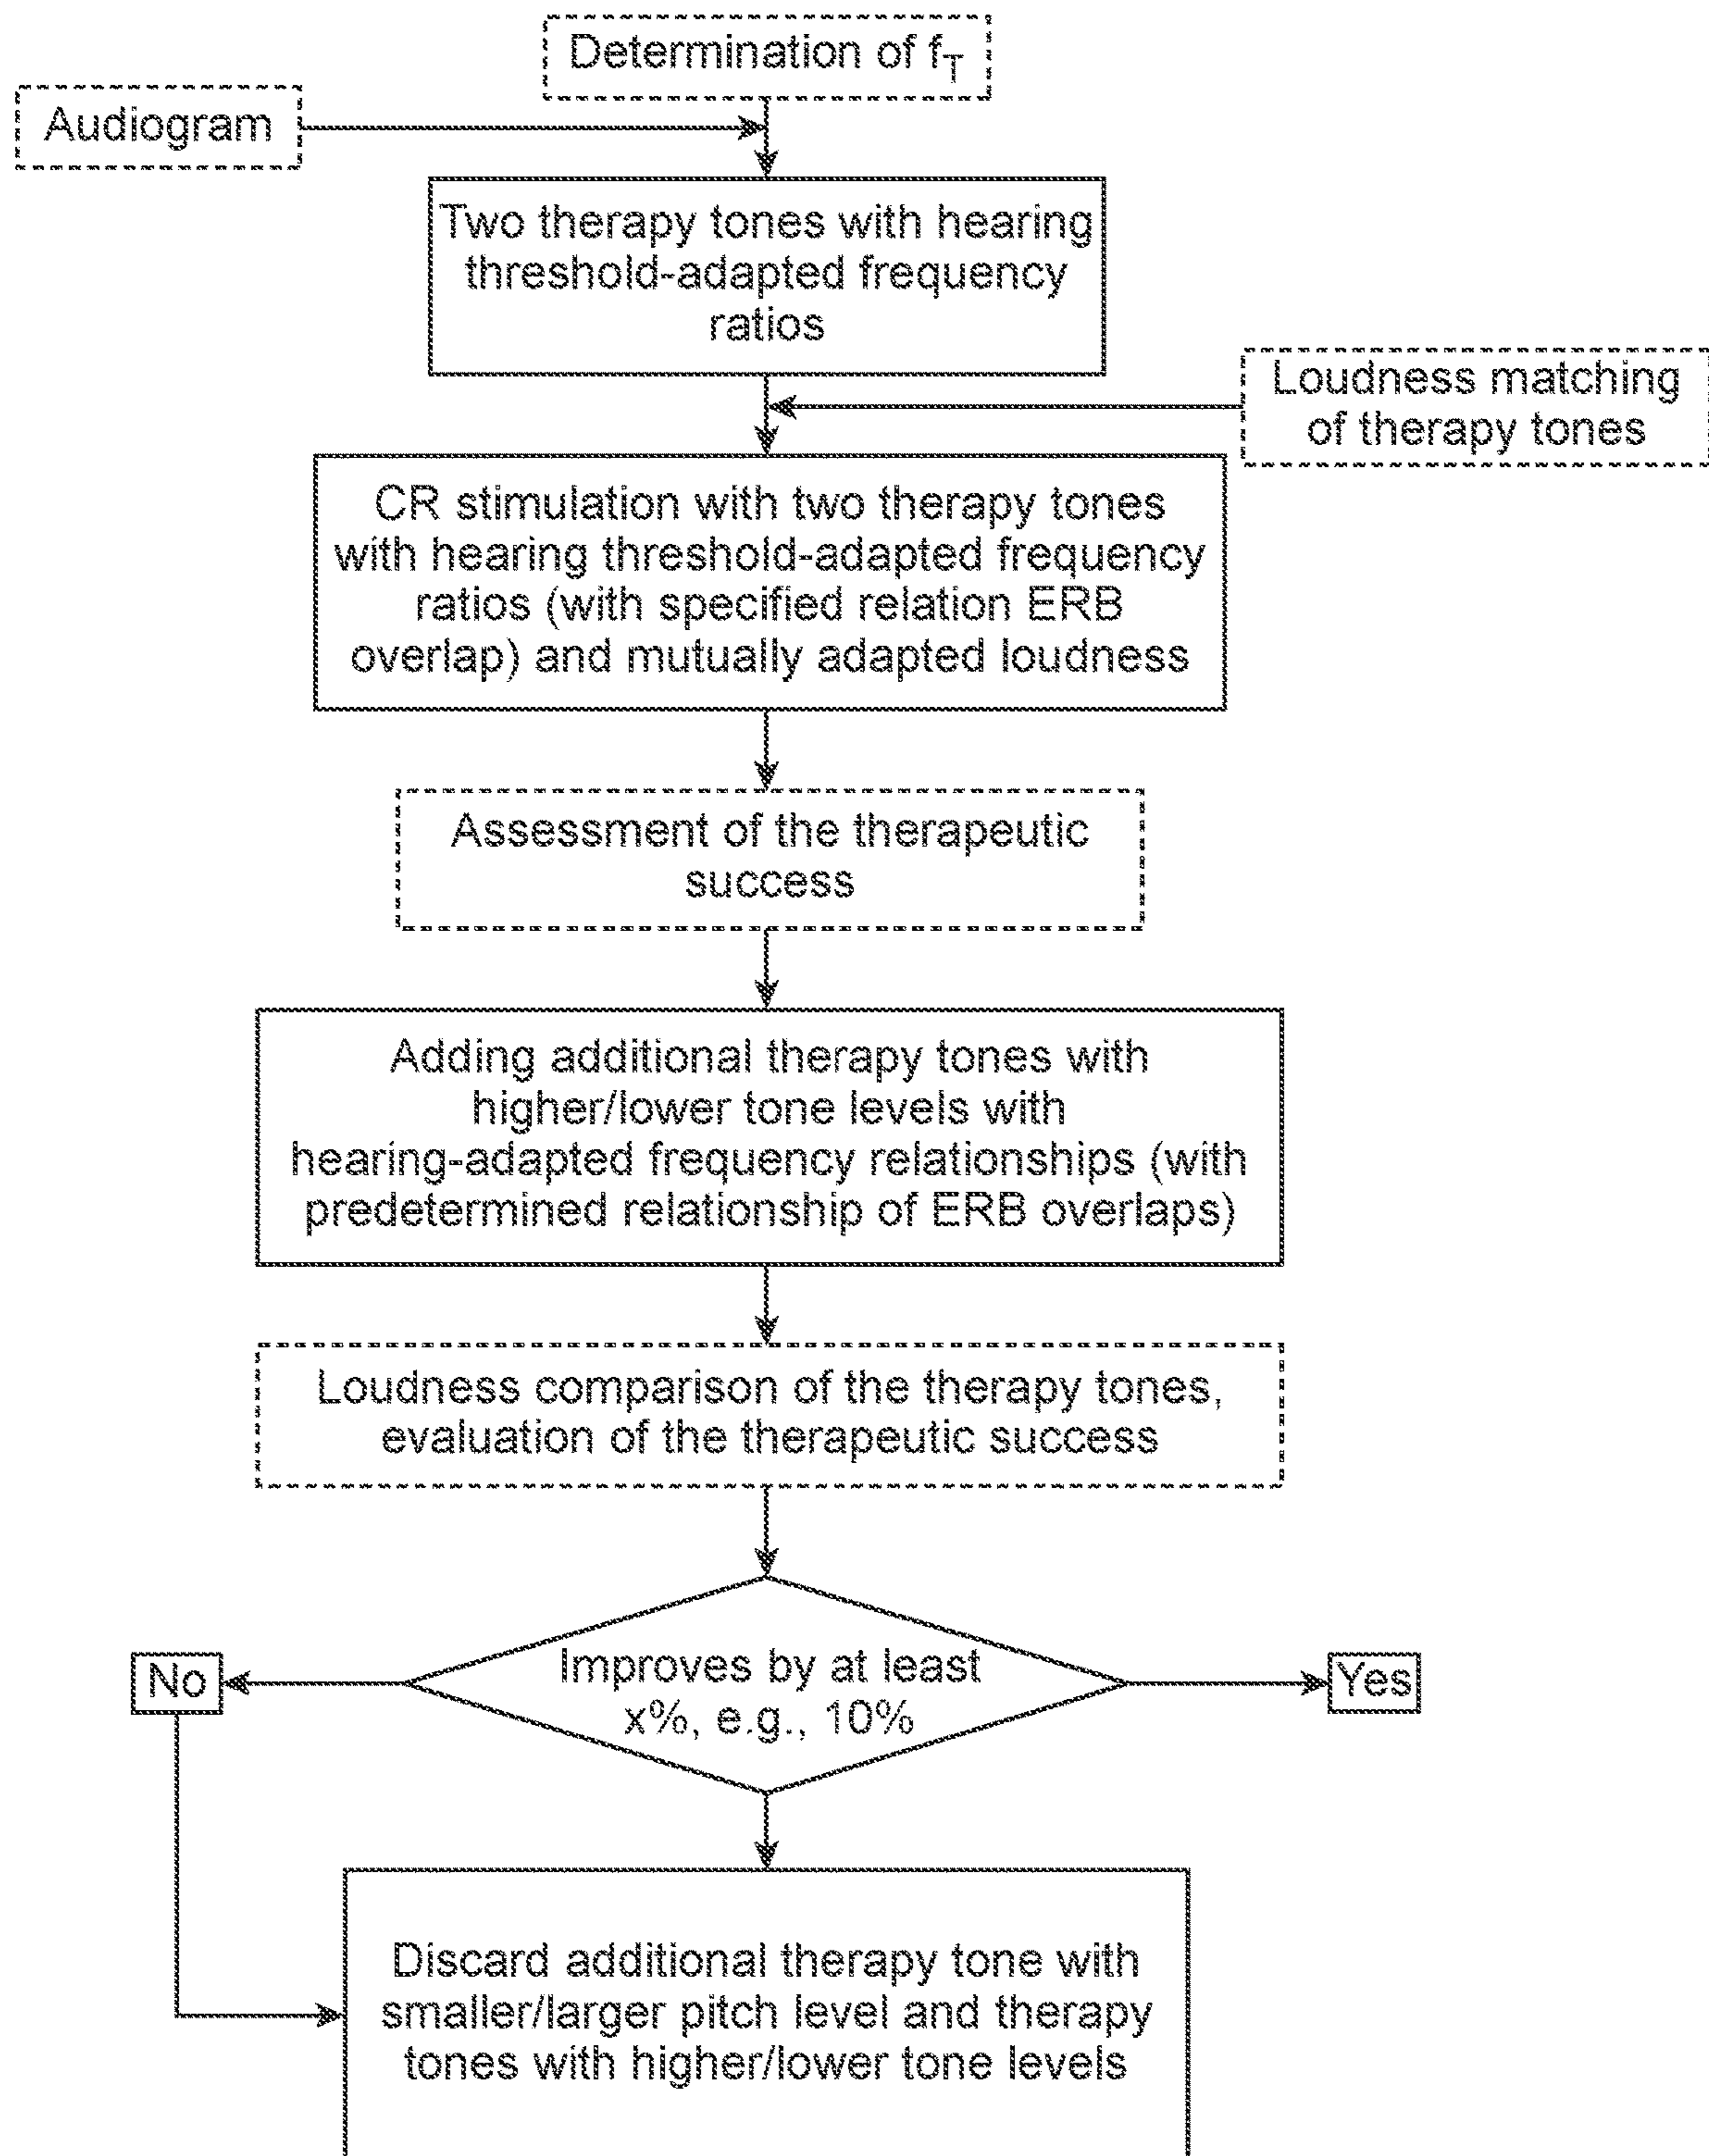 Determination of fT
Audiogram
Two therapy tones with hearing
threshold-adapted frequency
ratios
Loudness matching
of therapy tones
CR stimulation with two therapy tones
with hearing threshold-adapted frequency
ratios (with specified relation ERB
overlap) and mutually adapted loudness
Assessment of the therapeutic
success
Adding additional therapy tones with
higher/lower tone levels with
hearing-adapted frequency relationships (with
predetermined relationship of ERB overlaps)
Loudness comparison of the therapy tones,
evaluation of the therapeutic success
No
Improves by at least
x%, e.g., 10%
Yes
Discard additional therapy tone with
smaller/larger pitch level and therapy
tones with higher/lower tone levels